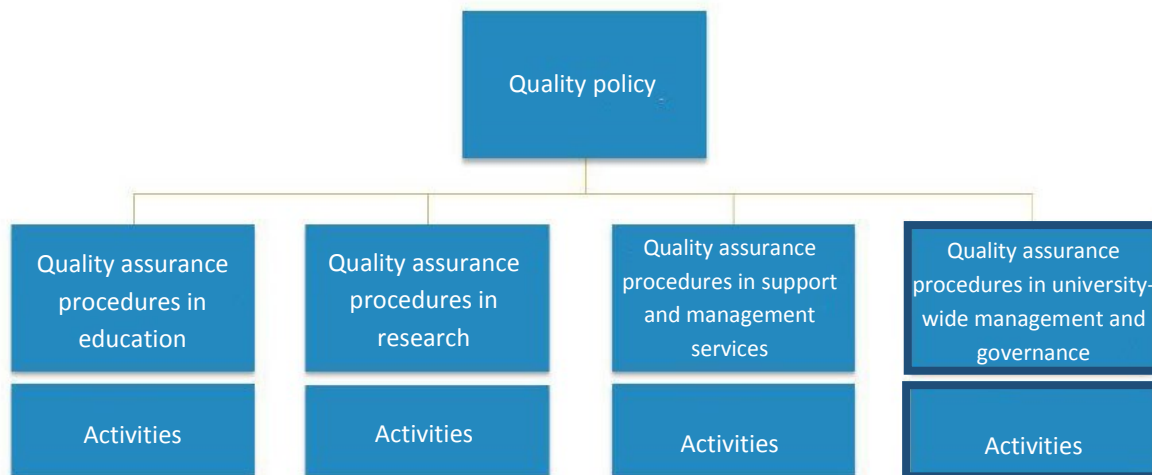 Quality policy
Quality assurance
procedures in
education
Quality assurance
procedures in
research
Quality assurance
procedures in support
and management
services
Quality assurance
procedures in university-
wide management and
governance
Activities
Activities
Activities
Activities